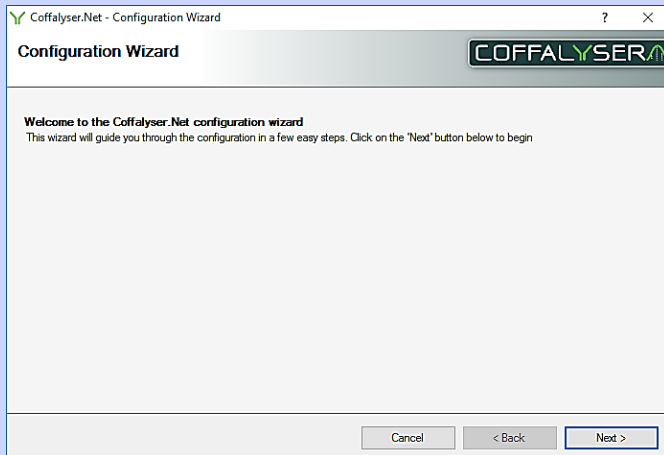 Coffalyser.Net - Configuration Wizard
Configuration Wizard
COFFALYSER
Welcome to the Coffalyser.Net configuration wizard
This wizard will guide you through the configuration in a few easy steps. Click on the "Next" button below to begin
Cancel
< Back
Next >